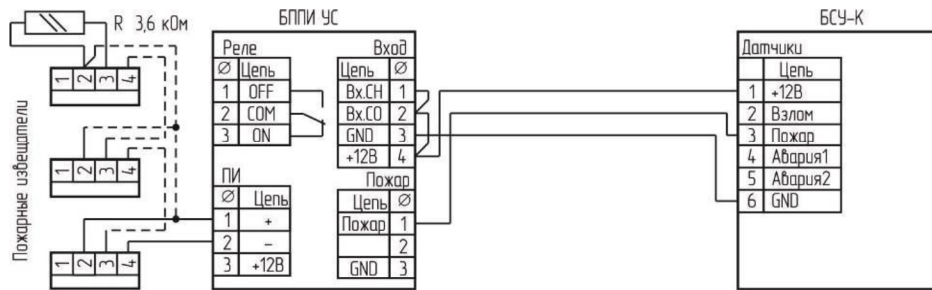 R 3,6 кОм
1 2 3 4
1 2 3 4
1 2 3 4
Пожарные извещатели
БППИ УС
Реле
Ø Цепь
1 OFF
2 COM
3 ON
ПИ
Ø Цепь
1 +
2 –
3 +12В
Вход
Цепь Ø
Вх.СН 1
Вх.СО 2
GND 3
+12В 4
Пожар
Цепь Ø
Пожар 1
2
GND 3
БСУ-К
Датчики
Цепь
1 +12В
2 Взлом
3 Пожар
4 Авария1
5 Авария2
6 GND